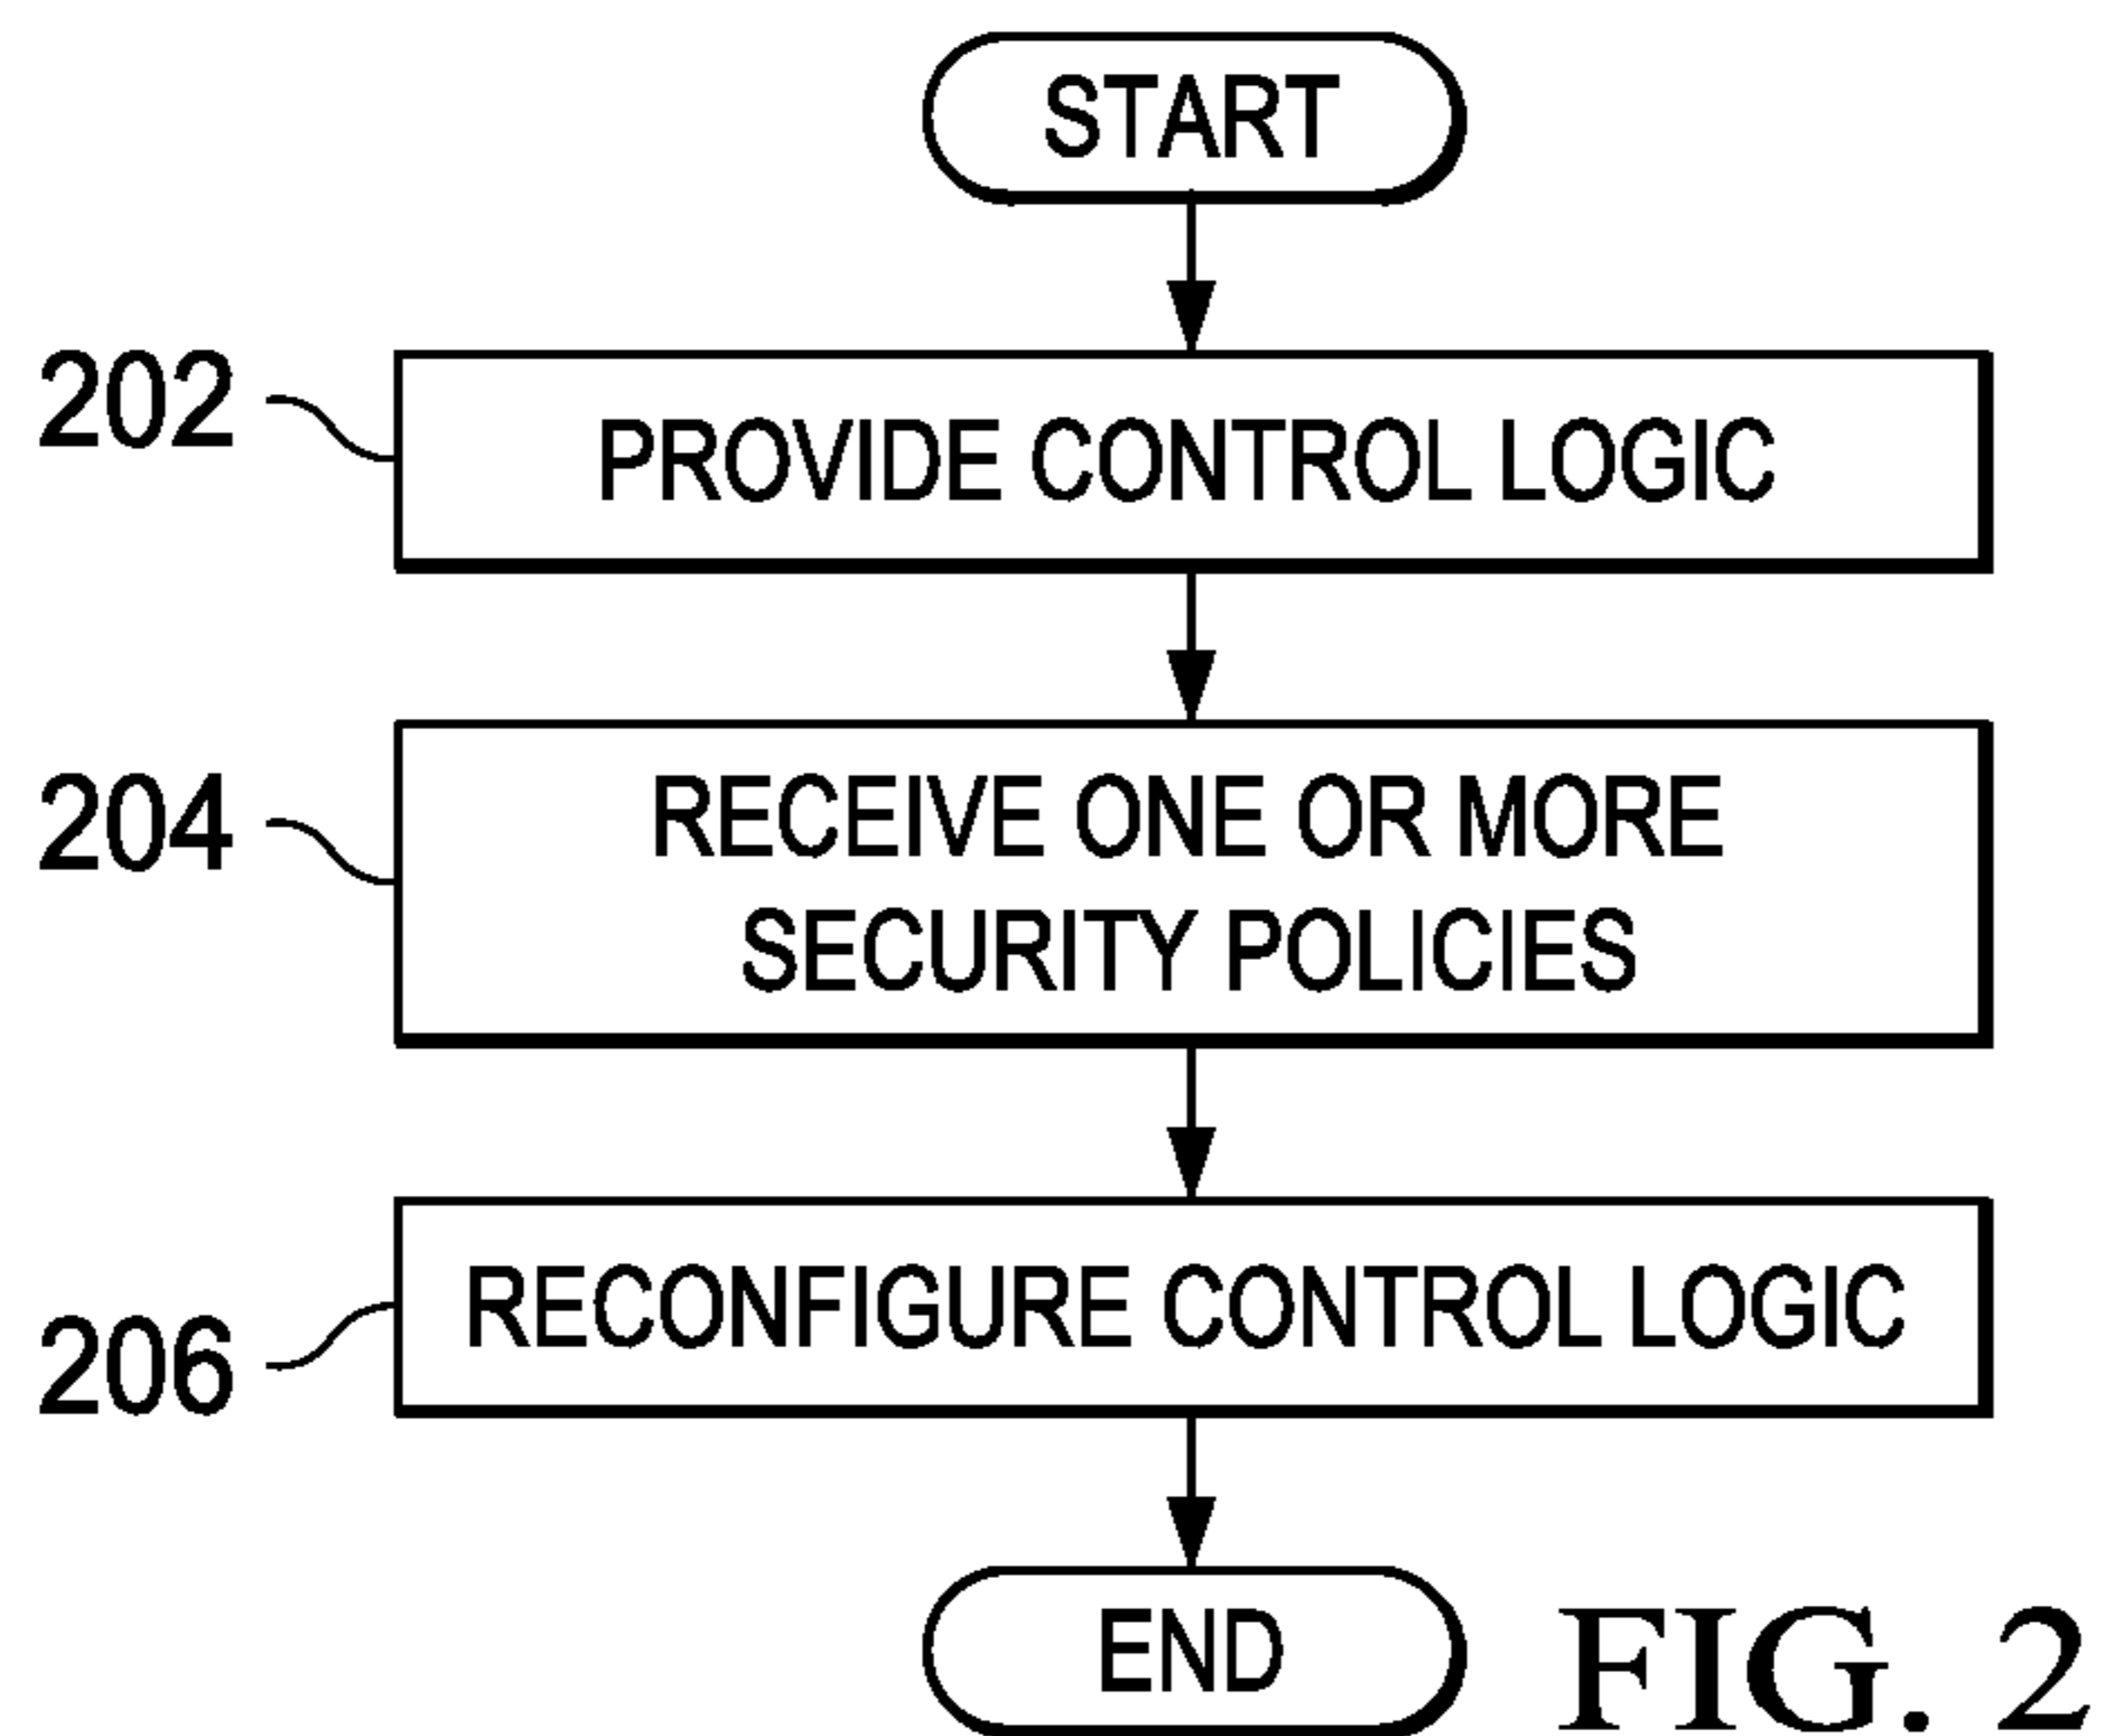 START
202
PROVIDE CONTROL LOGIC
204
RECEIVE ONE OR MORE
SECURITY POLICIES
206
RECONFIGURE CONTROL LOGIC
END
FIG. 2